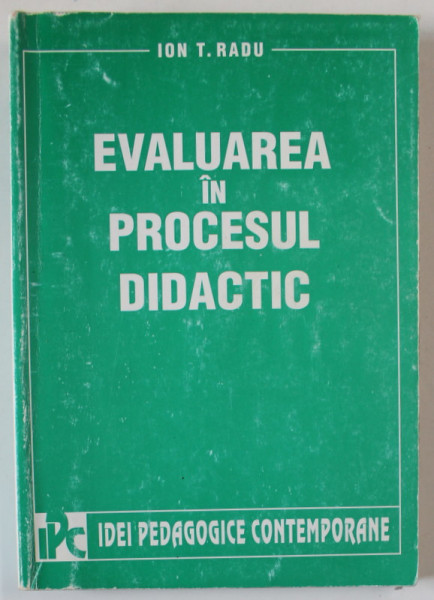 ION T. RADU
EVALUAREA
ÎN
PROCESUL
DIDACTIC
IPC IDEI PEDAGOGICE CONTEMPORANE